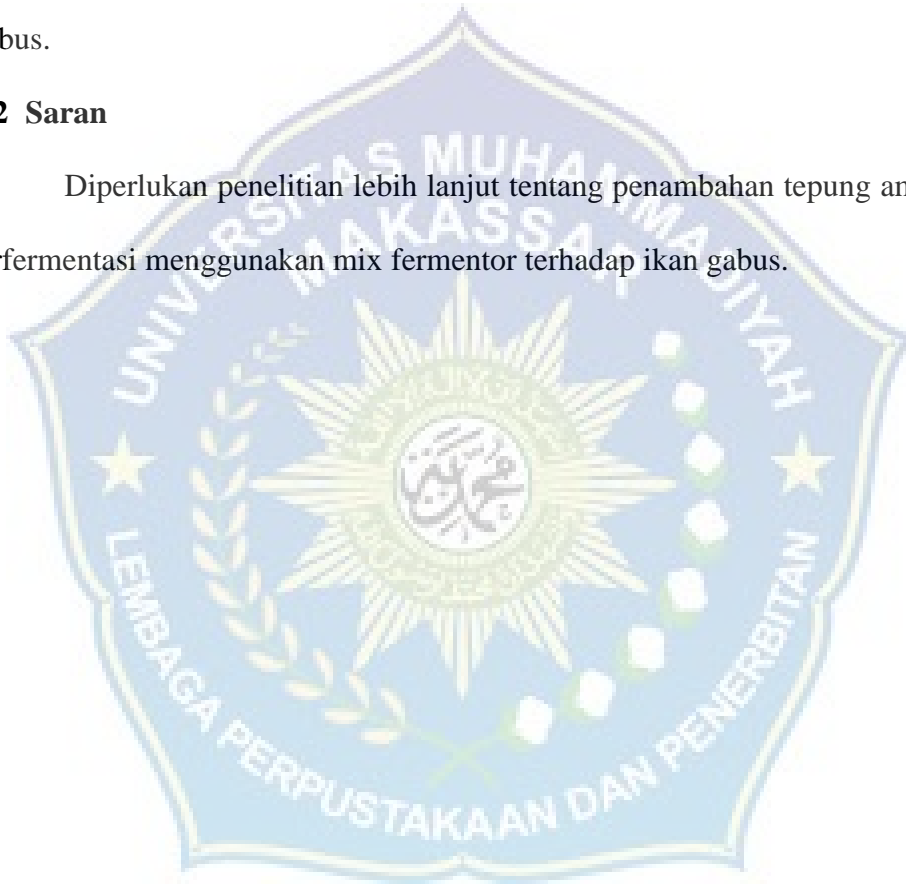 bus.
2 Saran
Diperlukan penelitian lebih lanjut tentang penambahan tepung an
rfermentasi menggunakan mix fermentor terhadap ikan gabus.
UNIVERSITAS MUHAMMADIYAH
MAKASSAR
LEMBAGA PERPUSTAKAAN DAN PENERBITAN